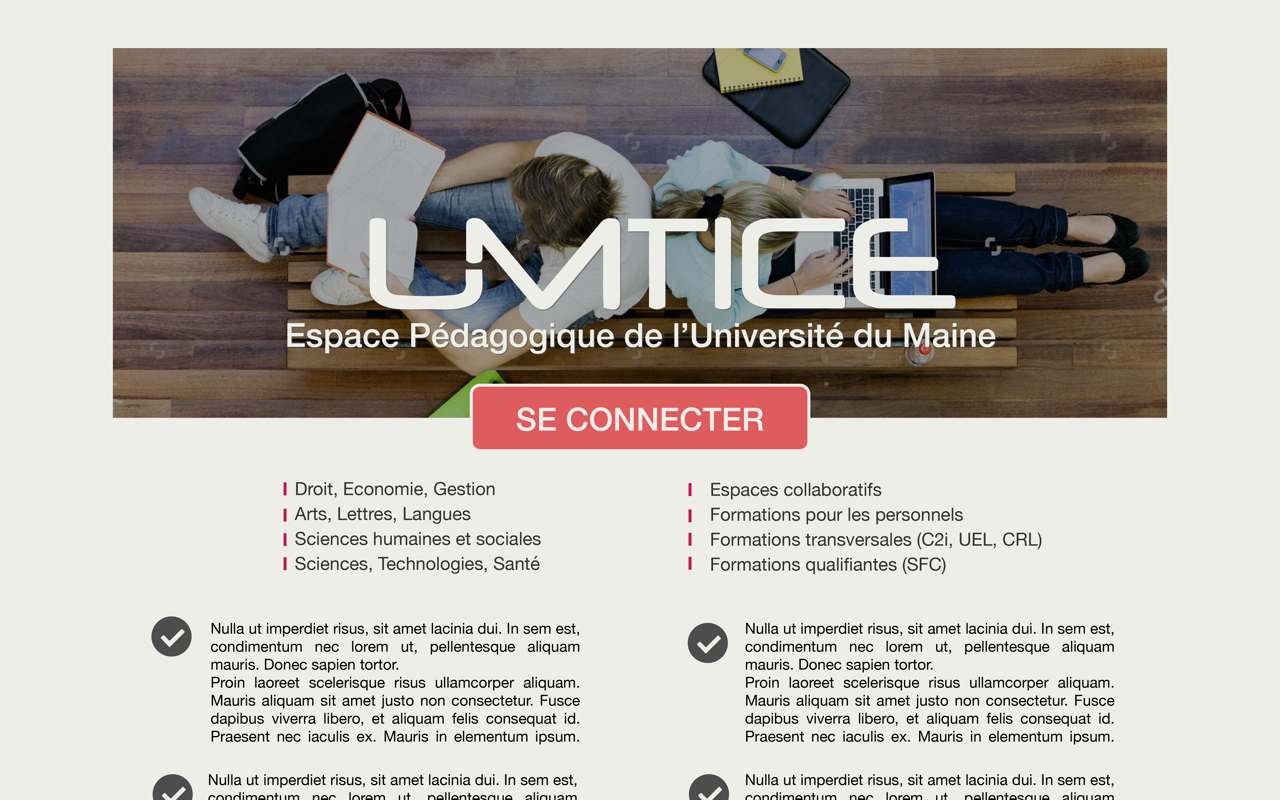 UMTICE
Espace Pédagogique de l’Université du Maine
SE CONNECTER
Droit, Economie, Gestion
Arts, Lettres, Langues
Sciences humaines et sociales
Sciences, Technologies, Santé
Espaces collaboratifs
Formations pour les personnels
Formations transversales (C2i, UEL, CRL)
Formations qualifiantes (SFC)
Nulla ut imperdiet risus, sit amet lacinia dui. In sem est,
condimentum nec lorem ut, pellentesque aliquam
mauris. Donec sapien tortor.
Proin laoreet scelerisque risus ullamcorper aliquam.
Mauris aliquam sit amet justo non consectetur. Fusce
dapibus viverra libero, et aliquam felis consequat id.
Praesent nec iaculis ex. Mauris in elementum ipsum.
Nulla ut imperdiet risus, sit amet lacinia dui. In sem est,
condimentum nec lorem ut, pellentesque aliquam
mauris. Donec sapien tortor.
Proin laoreet scelerisque risus ullamcorper aliquam.
Mauris aliquam sit amet justo non consectetur. Fusce
dapibus viverra libero, et aliquam felis consequat id.
Praesent nec iaculis ex. Mauris in elementum ipsum.
Nulla ut imperdiet risus, sit amet lacinia dui. In sem est,
condimentum nec lorem ut, pellentesque aliquam
Nulla ut imperdiet risus, sit amet lacinia dui. In sem est,
condimentum nec lorem ut, pellentesque aliquam